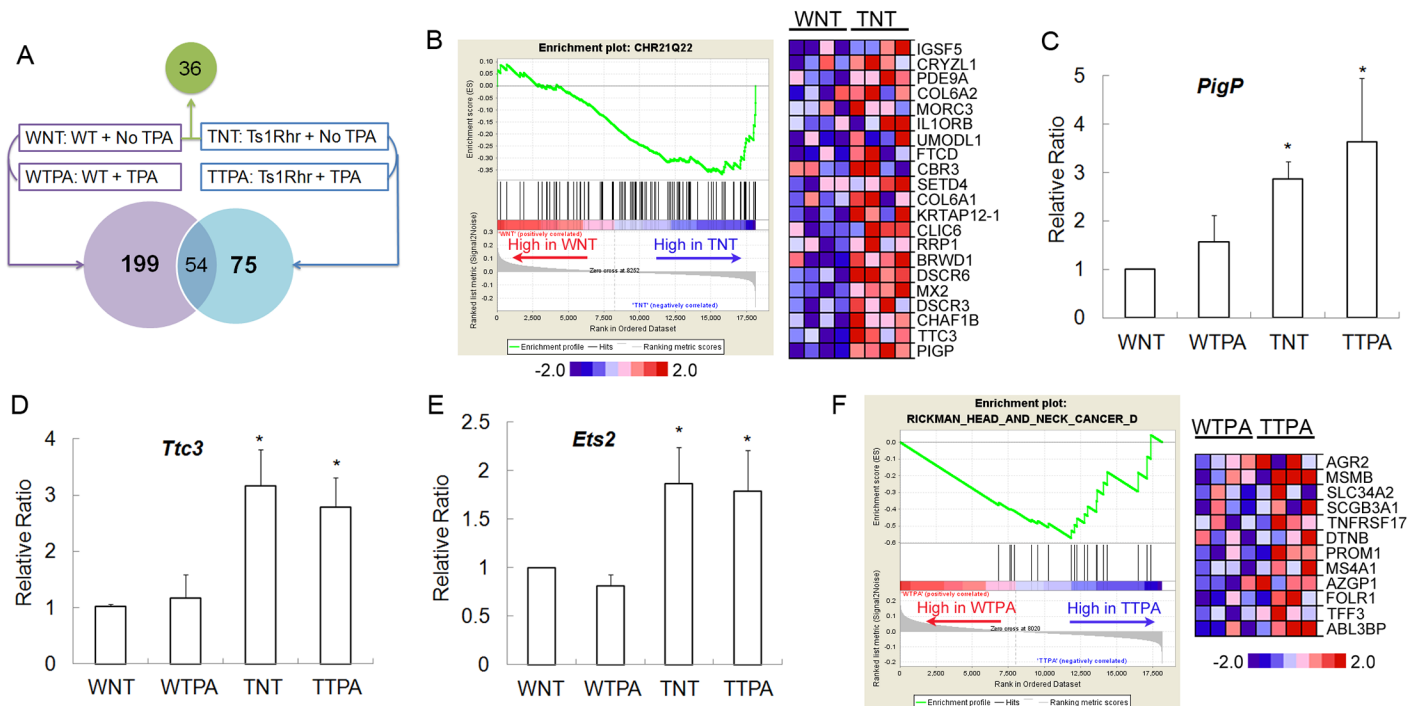 A
36
WNT: WT + No TPA
TNT: Ts1Rhr + No TPA
WTPA: WT + TPA
TTPA: Ts1Rhr + TPA
199
54
75
B
Enrichment plot: CHR21Q22
Enrichment score (ES)
0.10
0.05
0.00
-0.05
-0.10
-0.15
-0.20
-0.25
-0.30
-0.35
'WNT' (positively correlated)
High in WNT
High in TNT
Zero cross at 8252
'TNT' (negatively correlated)
Ranked list metric (Signal2Noise)
0.3
0.2
0.1
0.0
-0.1
-0.2
0
2,500
5,000
7,500
10,000
12,500
15,000
17,500
Rank in Ordered Dataset
Enrichment profile
Hits
Ranking metric scores
-2.0
2.0
WNT
TNT
IGSF5
CRYZL1
PDE9A
COL6A2
MORC3
IL1ORB
UMODL1
FTCD
CBR3
SETD4
COL6A1
KRTAP12-1
CLIC6
RRP1
BRWD1
DSCR6
MX2
DSCR3
CHAF1B
TTC3
PIGP
C
PigP
Relative Ratio
5
4
3
2
1
0
*
*
WNT
WTPA
TNT
TTPA
D
Ttc3
Relative Ratio
4
3
2
1
0
*
*
WNT
WTPA
TNT
TTPA
E
Ets2
Relative Ratio
2.5
2
1.5
1
0.5
0
*
*
WNT
WTPA
TNT
TTPA
F
Enrichment plot:
RICKMAN_HEAD_AND_NECK_CANCER_D
Enrichment score (ES)
0.0
-0.1
-0.2
-0.3
-0.4
-0.5
-0.6
'WTPA' (positively correlated)
High in WTPA
High in TTPA
Zero cross at 8020
'TTPA' (negatively correlated)
Ranked list metric (Signal2Noise)
0.2
0.1
0.0
-0.1
-0.2
0
2,500
5,000
7,500
10,000
12,500
15,000
17,500
Rank in Ordered Dataset
Enrichment profile
Hits
Ranking metric scores
WTPA
TTPA
AGR2
MSMB
SLC34A2
SCGB3A1
TNFRSF17
DTNB
PROM1
MS4A1
AZGP1
FOLR1
TFF3
ABL3BP
-2.0
2.0